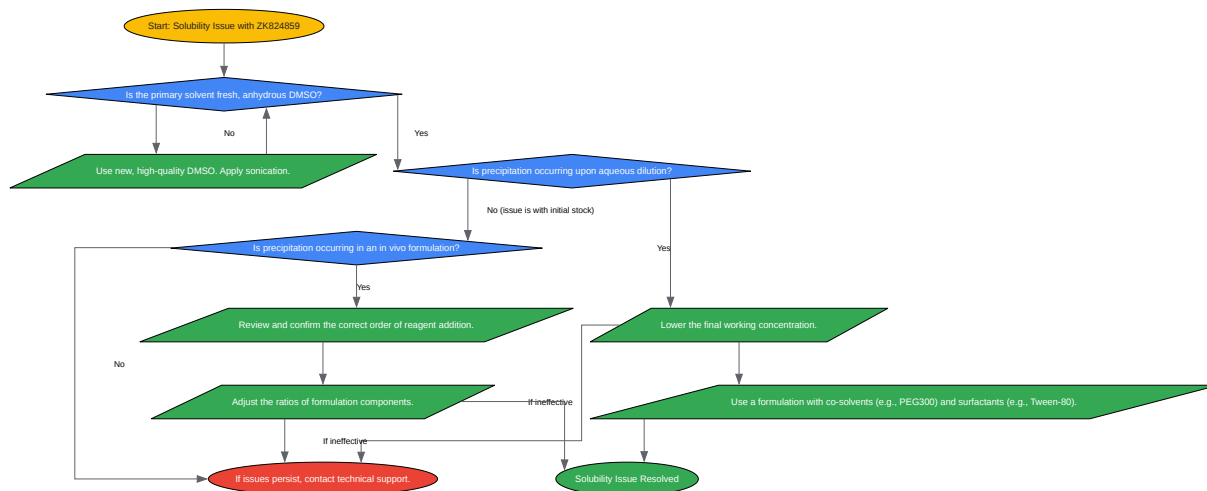 Start: Solubility Issue with ZK824859
Is the primary solvent fresh, anhydrous DMSO?
No
Yes
Use new, high-quality DMSO. Apply sonication.
Is precipitation occurring upon aqueous dilution?
No (issue is with initial stock)
Is precipitation occurring in an in vivo formulation?
Yes
Yes
Review and confirm the correct order of reagent addition.
Lower the final working concentration.
No
Adjust the ratios of formulation components.
If ineffective
Use a formulation with co-solvents (e.g., PEG300) and surfactants (e.g., Tween-80).
If ineffective
If issues persist, contact technical support.
Solubility Issue Resolved